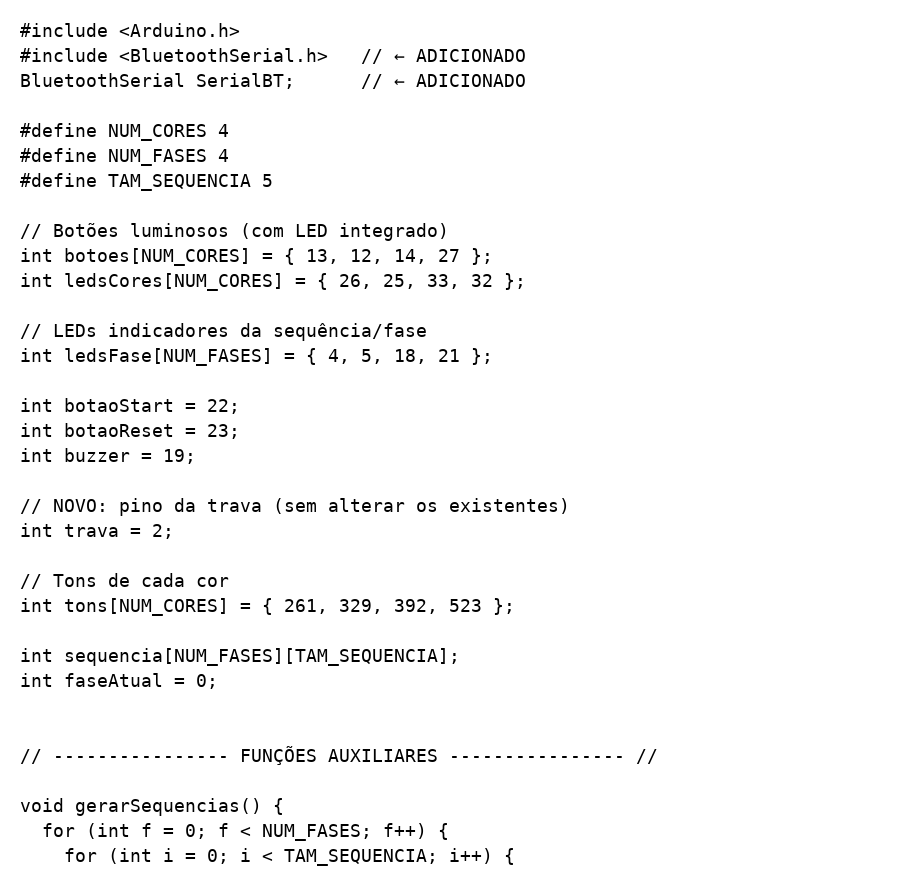 #include <Arduino.h>
#include <BluetoothSerial.h>   // ← ADICIONADO
BluetoothSerial SerialBT;      // ← ADICIONADO

#define NUM_CORES 4
#define NUM_FASES 4
#define TAM_SEQUENCIA 5

// Botões luminosos (com LED integrado)
int botoes[NUM_CORES] = { 13, 12, 14, 27 };
int ledsCores[NUM_CORES] = { 26, 25, 33, 32 };

// LEDs indicadores da sequência/fase
int ledsFase[NUM_FASES] = { 4, 5, 18, 21 };

int botaoStart = 22;
int botaoReset = 23;
int buzzer = 19;

// NOVO: pino da trava (sem alterar os existentes)
int trava = 2;

// Tons de cada cor
int tons[NUM_CORES] = { 261, 329, 392, 523 };

int sequencia[NUM_FASES][TAM_SEQUENCIA];
int faseAtual = 0;


// ---------------- FUNÇÕES AUXILIARES ---------------- //

void gerarSequencias() {
  for (int f = 0; f < NUM_FASES; f++) {
    for (int i = 0; i < TAM_SEQUENCIA; i++) {